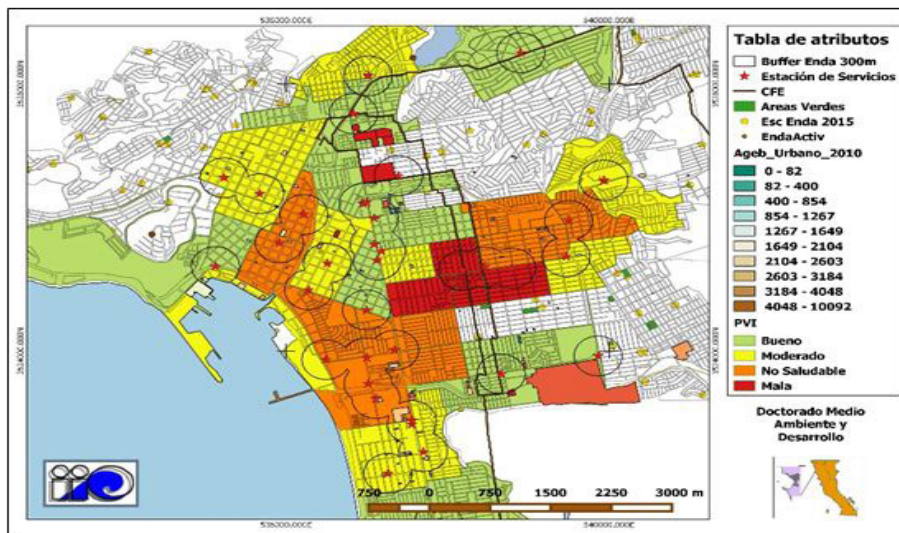 536000.000E 540000.000E
Tabla de atributos
Buffer Enda 300m
Estación de Servicios
CFE
Areas Verdes
Esc Enda 2015
EndaActiv
Ageb_Urbano_2010
0 - 82
82 - 400
400 - 854
854 - 1267
1267 - 1649
1649 - 2104
2104 - 2603
2603 - 3184
3184 - 4048
4048 - 10092
PVI
Bueno
Moderado
No Saludable
Mala
Doctorado Medio
Ambiente y
Desarrollo
750 0 750 1500 2250 3000 m
536000.000E 540000.000E